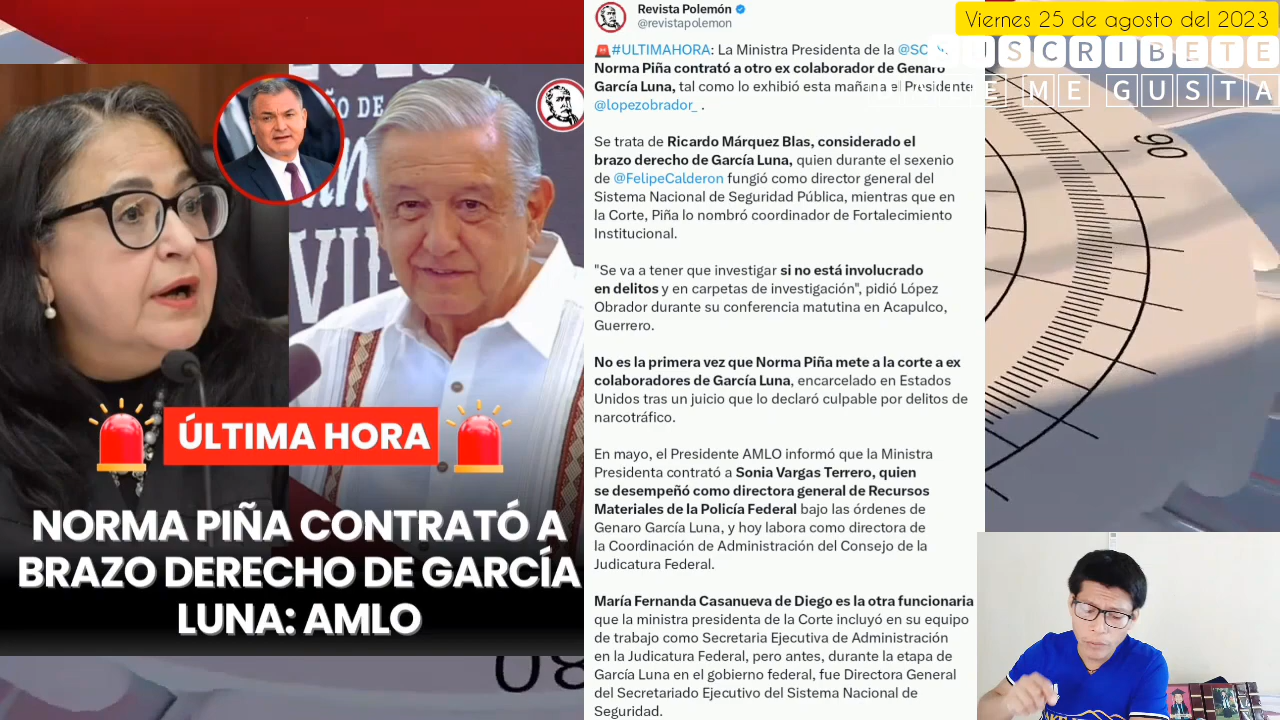 ÚLTIMA HORA
NORMA PIÑA CONTRATÓ A
BRAZO DERECHO DE GARCÍA
LUNA: AMLO
08
Revista Polemón
@revistapolemon
🚨#ULTIMAHORA: La Ministra Presidenta de la
Norma Piña contrató a otro ex colaborador de Genaro
García Luna, tal como lo exhibió esta mañana el Presidente
@lopezobrador_ .
Se trata de Ricardo Márquez Blas, considerado el
brazo derecho de García Luna, quien durante el sexenio
de @FelipeCalderon fungió como director general del
Sistema Nacional de Seguridad Pública, mientras que en
la Corte, Piña lo nombró coordinador de Fortalecimiento
Institucional.
"Se va a tener que investigar si no está involucrado
en delitos y en carpetas de investigación", pidió López
Obrador durante su conferencia matutina en Acapulco,
Guerrero.
No es la primera vez que Norma Piña mete a la corte a ex
colaboradores de García Luna, encarcelado en Estados
Unidos tras un juicio que lo declaró culpable por delitos de
narcotráfico.
En mayo, el Presidente AMLO informó que la Ministra
Presidenta contrató a Sonia Vargas Terrero, quien
se desempeñó como directora general de Recursos
Materiales de la Policía Federal bajo las órdenes de
Genaro García Luna, y hoy labora como directora de
la Coordinación de Administración del Consejo de la
Judicatura Federal.
María Fernanda Casanueva de Diego es la otra funcionaria
que la ministra presidenta de la Corte incluyó en su equipo
de trabajo como Secretaria Ejecutiva de Administración
en la Judicatura Federal, pero antes, durante la etapa de
García Luna en el gobierno federal, fue Directora General
del Secretariado Ejecutivo del Sistema Nacional de
Seguridad.
Viernes 25 de agosto del 2023
SUSCRIBETE
ME GUSTA
06